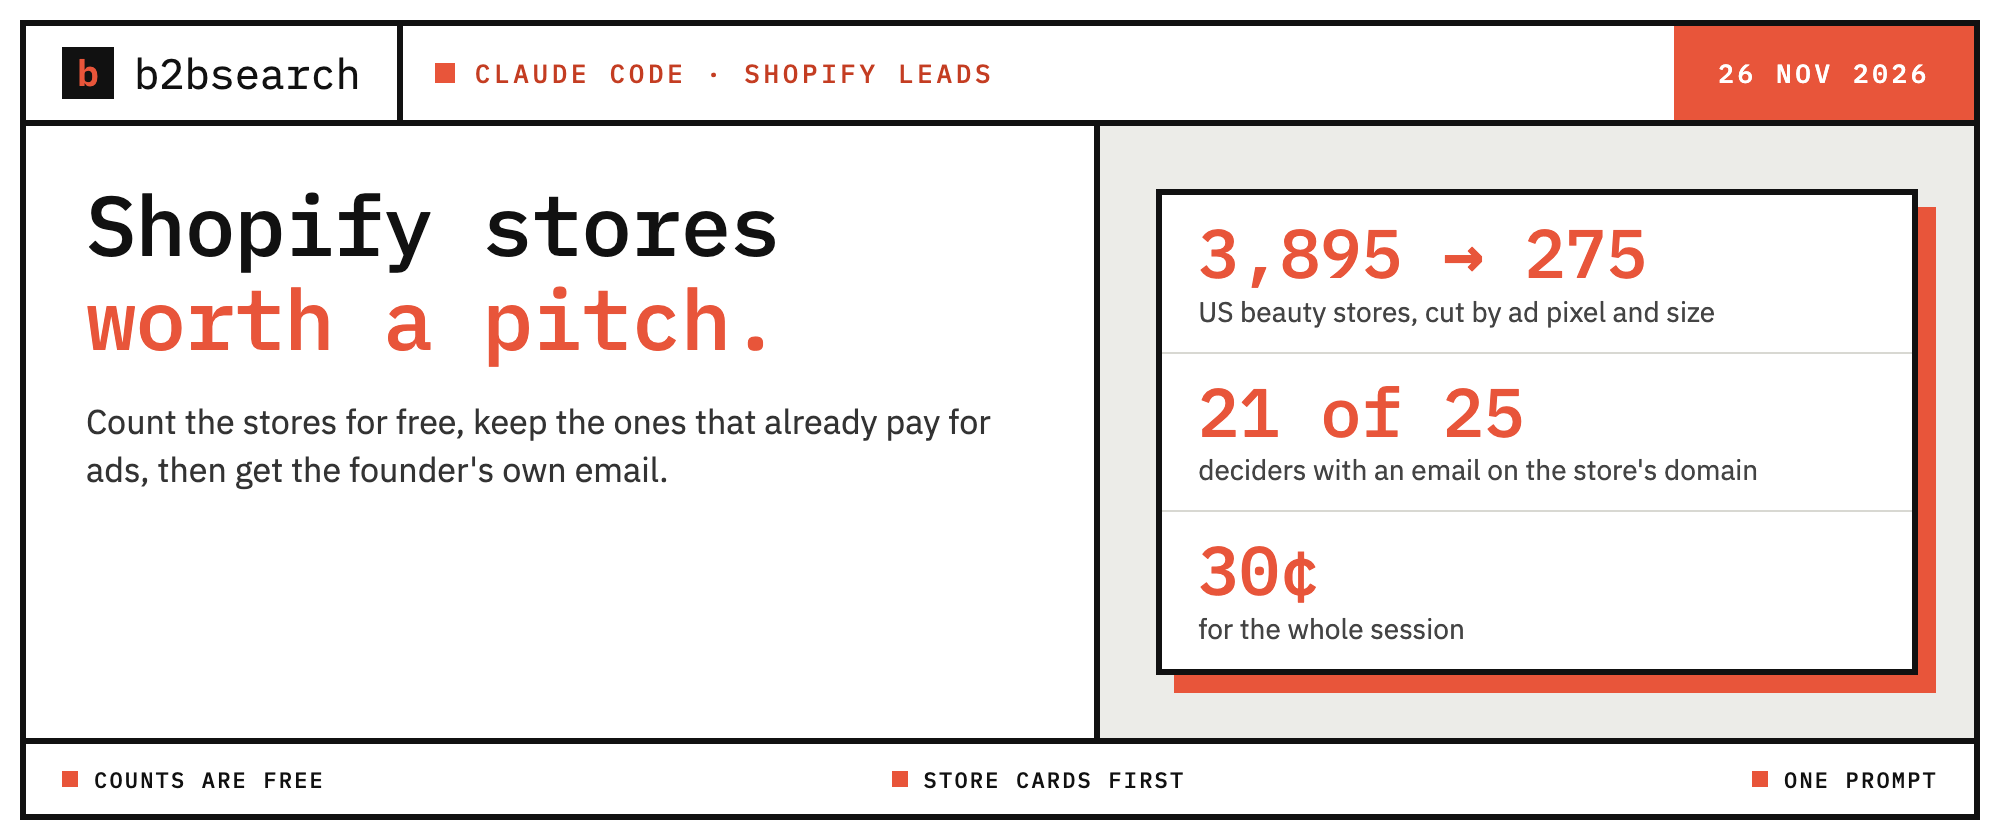 b b2bsearch
CLAUDE CODE · SHOPIFY LEADS
26 NOV 2026
Shopify stores
worth a pitch.
Count the stores for free, keep the ones that already pay for
ads, then get the founder's own email.
3,895 → 275
US beauty stores, cut by ad pixel and size
21 of 25
deciders with an email on the store's domain
30¢
for the whole session
COUNTS ARE FREE
STORE CARDS FIRST
ONE PROMPT